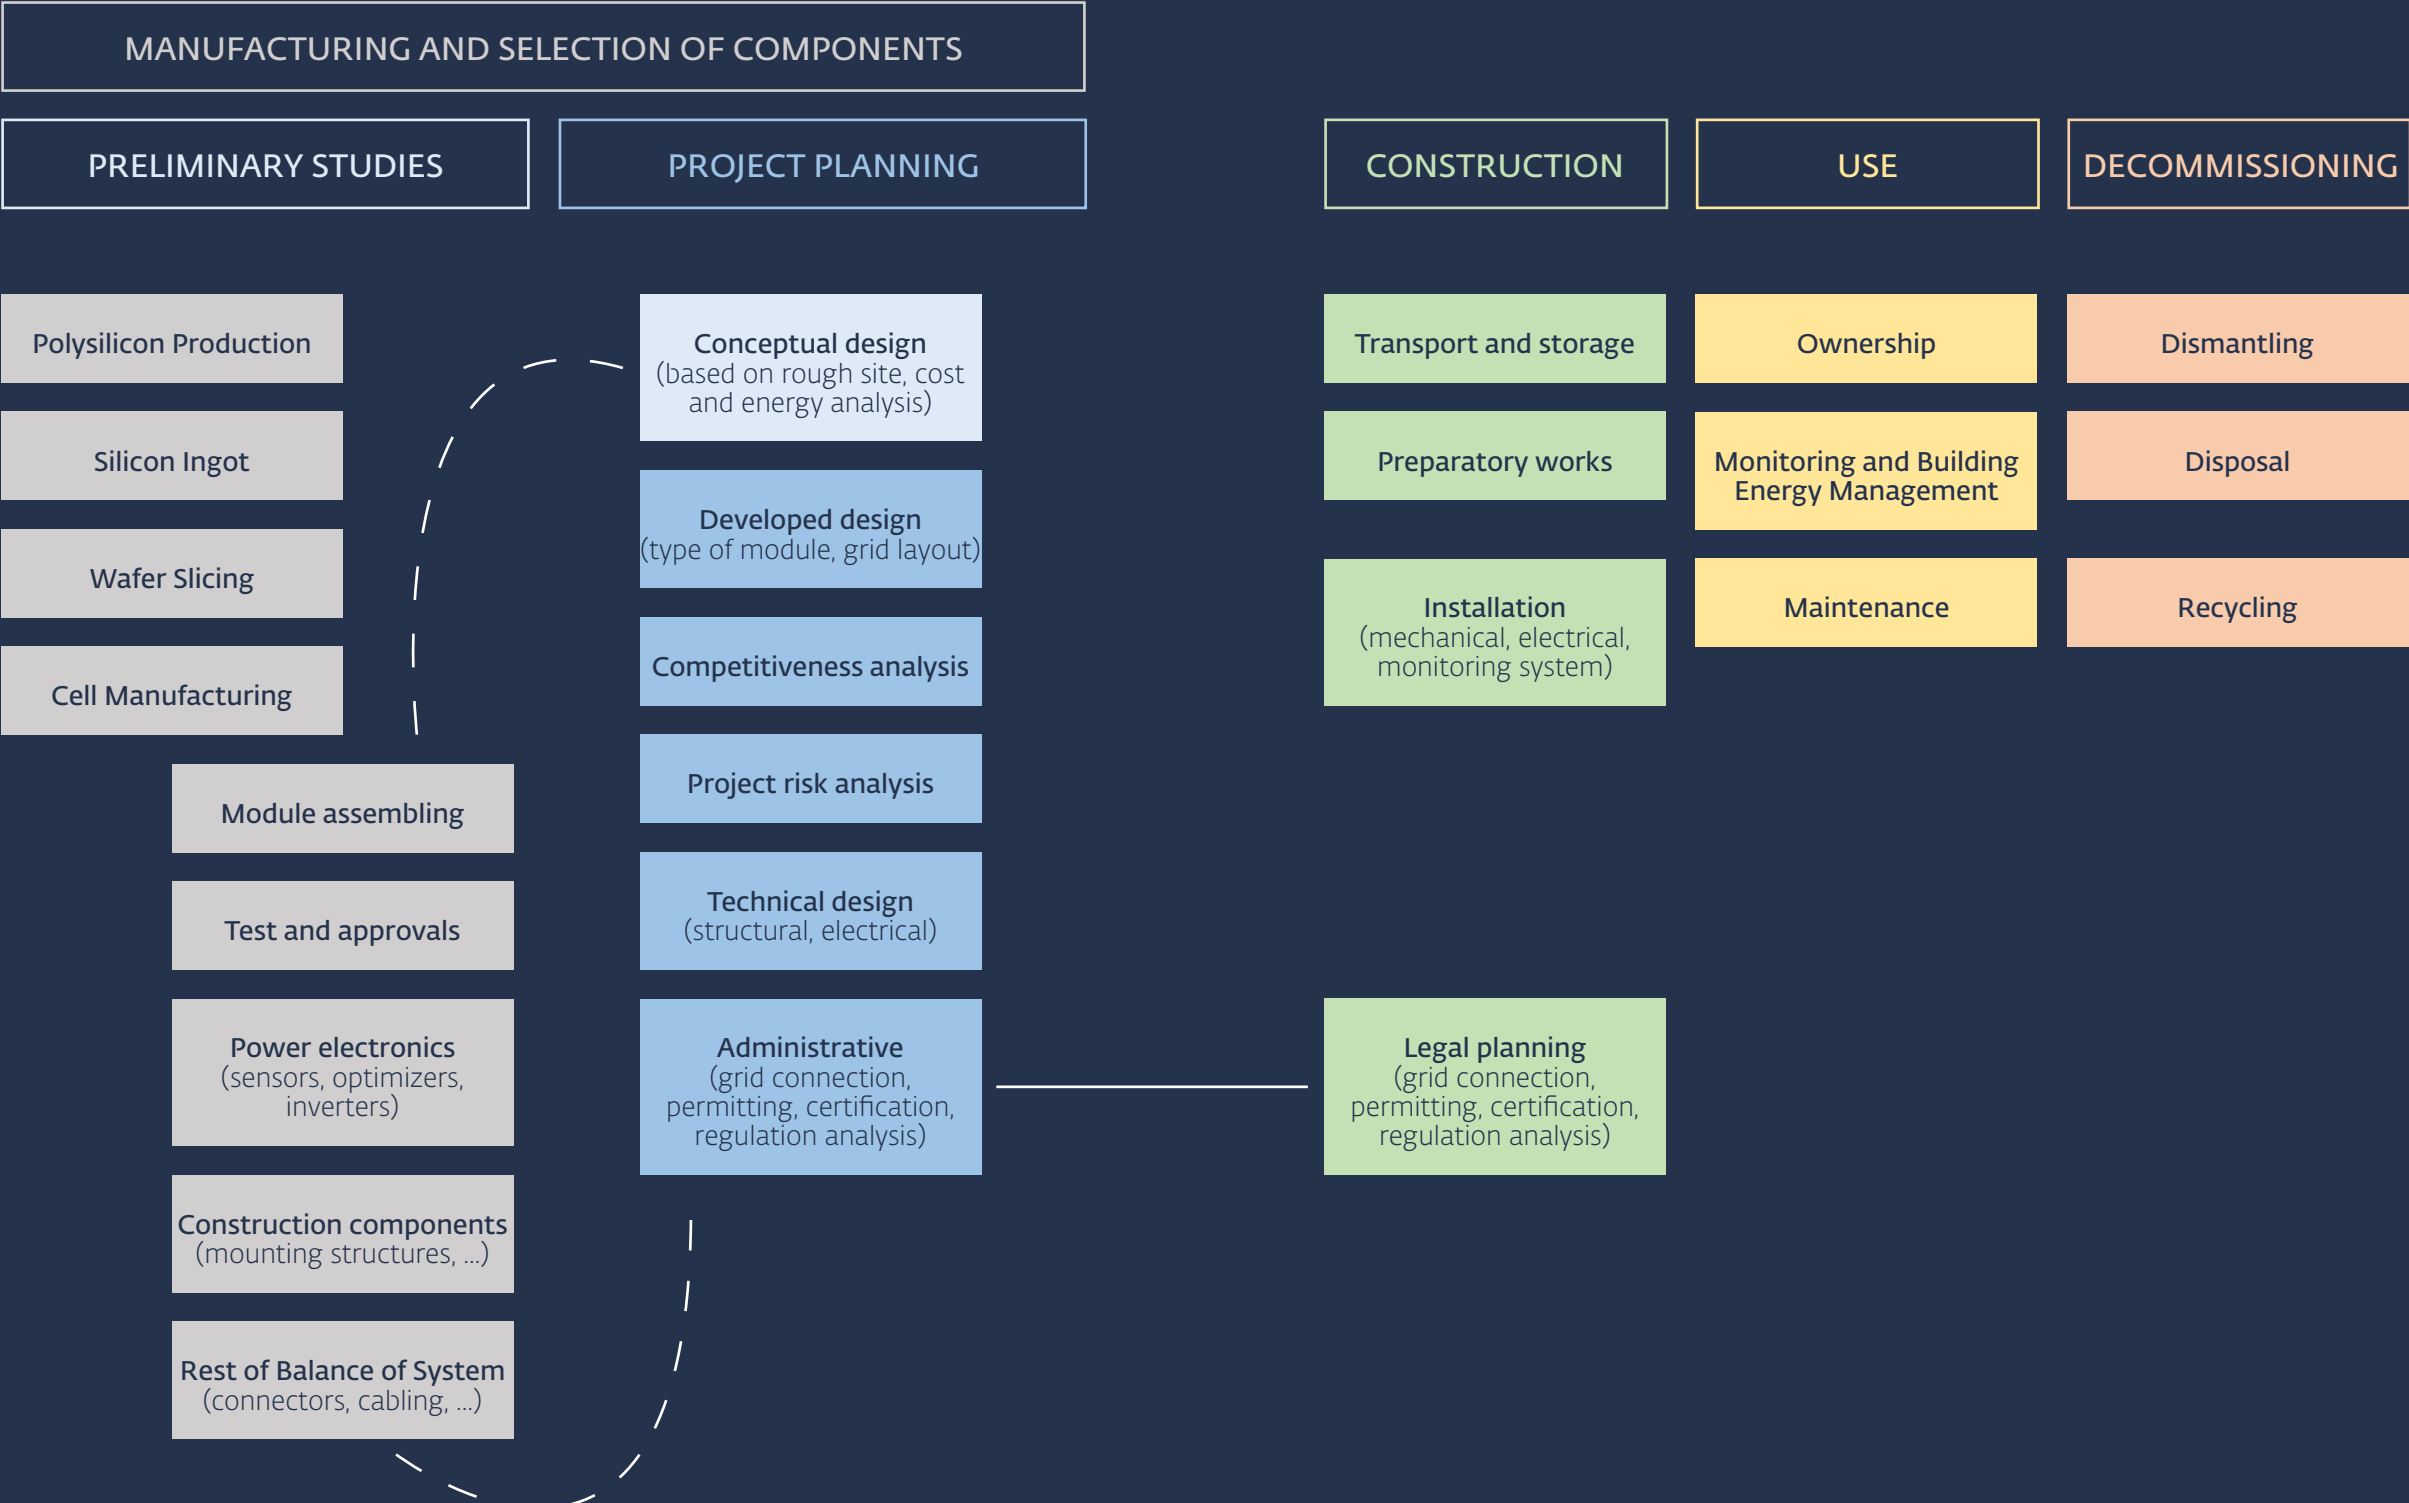 MANUFACTURING AND SELECTION OF COMPONENTS
PRELIMINARY STUDIES
PROJECT PLANNING
CONSTRUCTION
USE
DECOMMISSIONING
Polysilicon Production
Silicon Ingot
Wafer Slicing
Cell Manufacturing
Module assembling
Test and approvals
Power electronics
(sensors, optimizers,
inverters)
Construction components
(mounting structures, ...)
Rest of Balance of System
(connectors, cabling, ...)
Conceptual design
(based on rough site, cost
and energy analysis)
Developed design
(type of module, grid layout)
Competitiveness analysis
Project risk analysis
Technical design
(structural, electrical)
Administrative
(grid connection,
permitting, certification,
regulation analysis)
Transport and storage
Preparatory works
Installation
(mechanical, electrical,
monitoring system)
Legal planning
(grid connection,
permitting, certification,
regulation analysis)
Ownership
Monitoring and Building
Energy Management
Maintenance
Dismantling
Disposal
Recycling